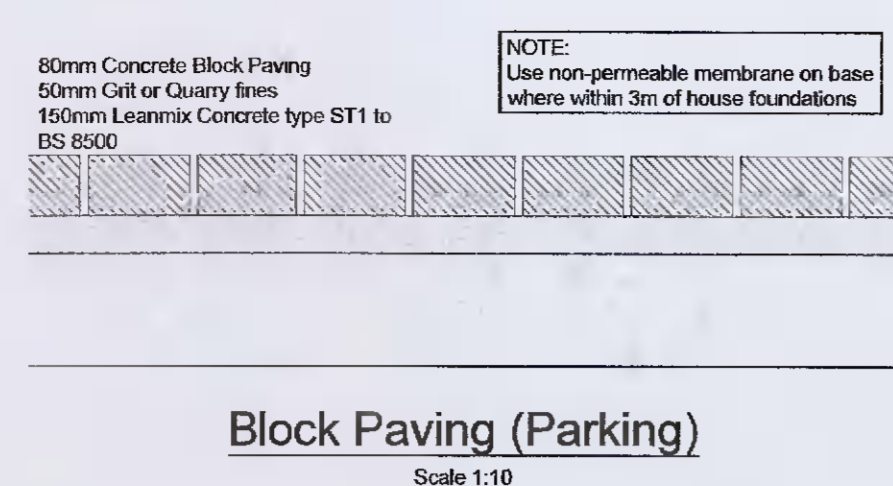 80mm Concrete Block Paving
50mm Grit or Quarry fines
150mm Leanmix Concrete type ST1 to
BS 8500
NOTE:
Use non-permeable membrane on base
where within 3m of house foundations
Block Paving (Parking)
Scale 1:10